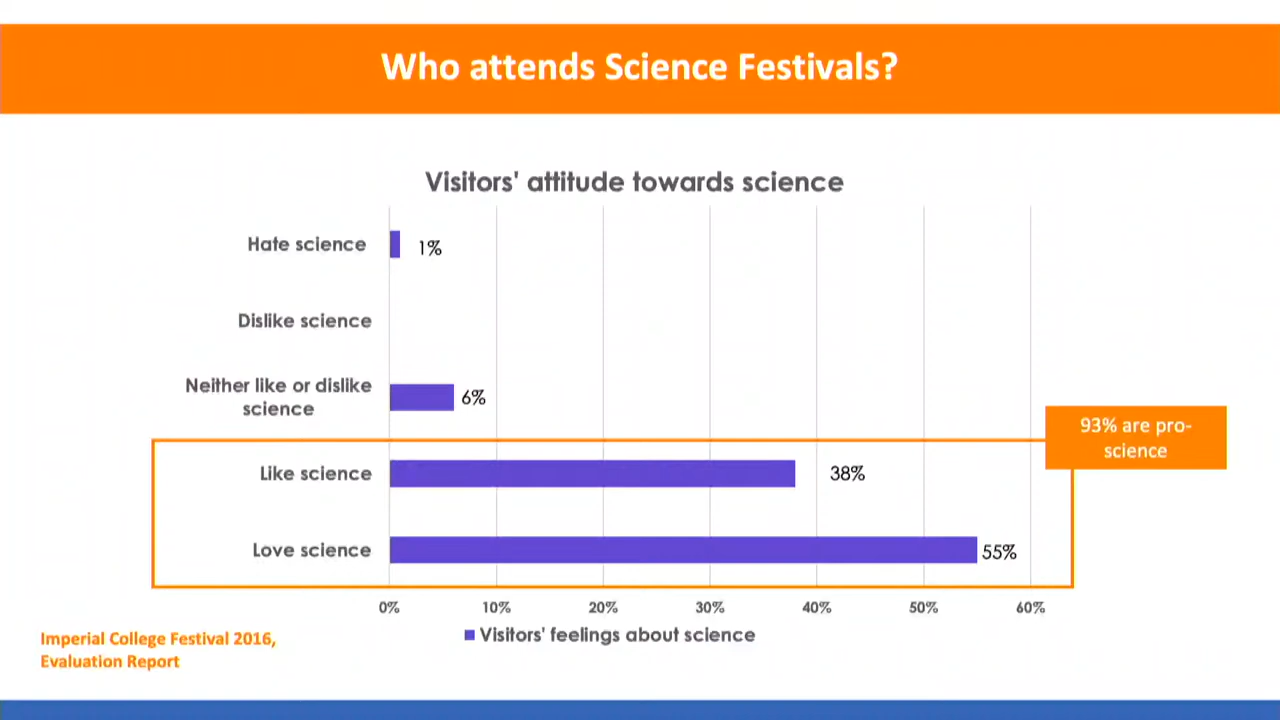 Who attends Science Festivals?
Visitors' attitude towards science
Hate science
1%
Dislike science
Neither like or dislike
science
6%
93% are pro-
science
Like science
38%
Love science
55%
0%
10%
20%
30%
40%
50%
60%
Visitors' feelings about science
Imperial College Festival 2016,
Evaluation Report